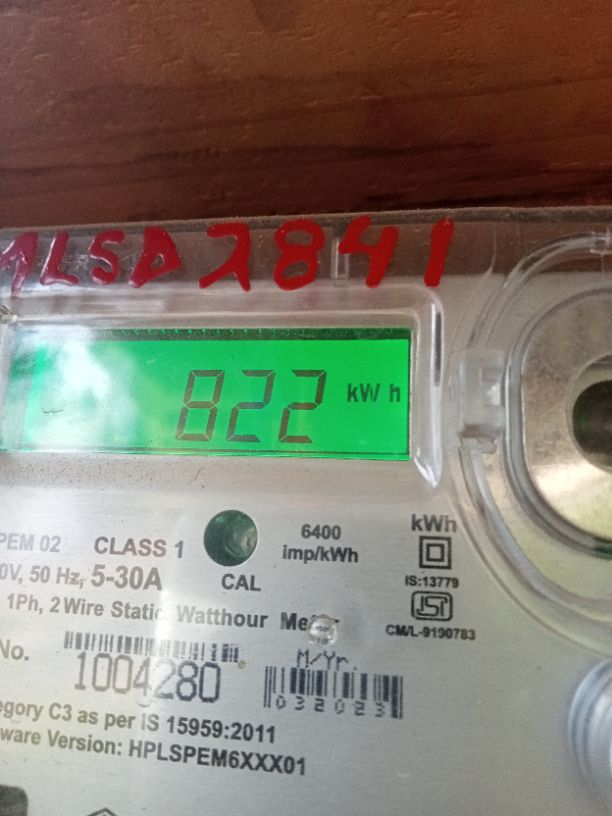 MLSD2841
822 kWh
PEM 02 CLASS 1
6400
imp/kWh
kWh
0V, 50 Hz, 5-30A
CAL
IS:13779
1Ph, 2 Wire Static Watthour Meter
CM/L-9190783
No.
1004280
M/Yr.
032023
egory C3 as per IS 15959:2011
ware Version: HPLSPEM6XXX01